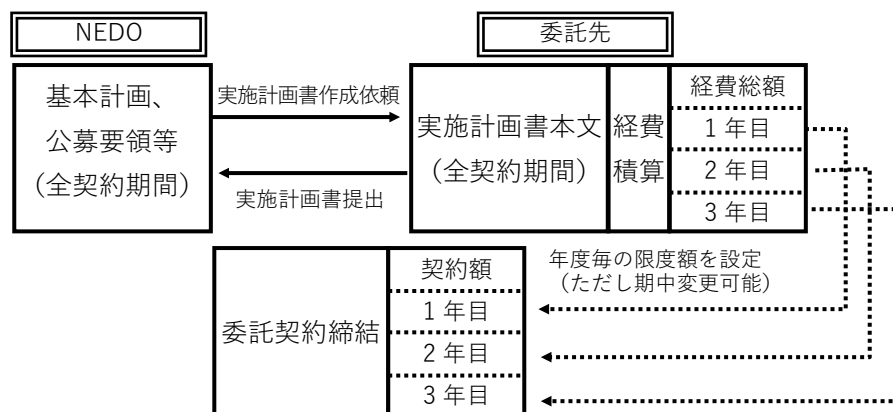 NEDO
委託先
基本計画、
公募要領等
（全契約期間）
実施計画書作成依頼
実施計画書提出
実施計画書本文
（全契約期間）
経費
積算
経費総額
1 年目
2 年目
3 年目
委託契約締結
契約額
1 年目
2 年目
3 年目
年度毎の限度額を設定
（ただし期中変更可能）